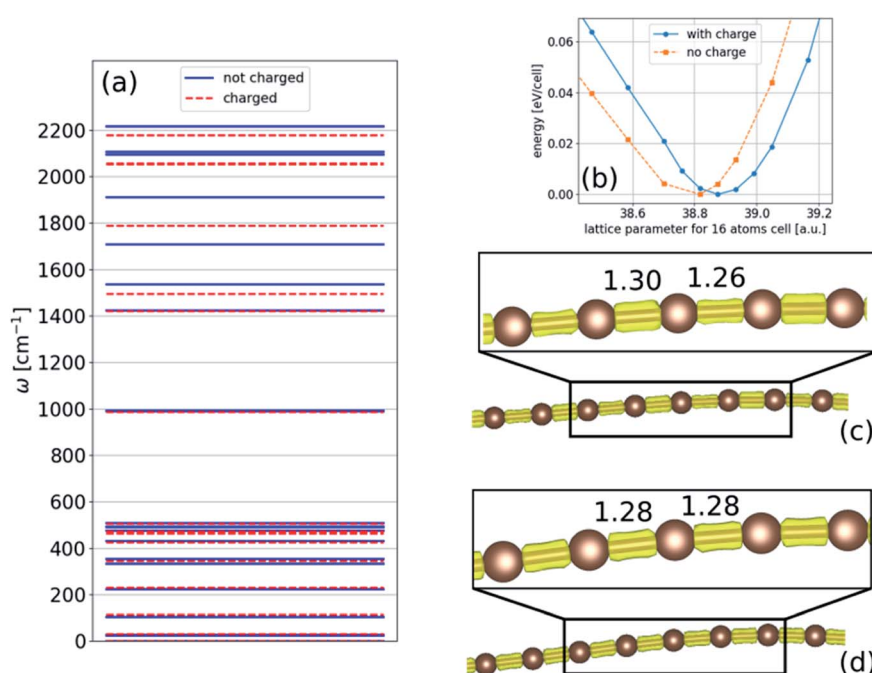 (a)
not charged
charged
2200
2000
1800
1600
1400
1200
1000
800
600
400
200
0
ω [cm⁻¹]
with charge
no charge
0.06
0.04
0.02
0.00
energy [eV/cell]
(b)
38.6 38.8 39.0 39.2
lattice parameter for 16 atoms cell [a.u.]
1.30 1.26
(c)
1.28 1.28
(d)